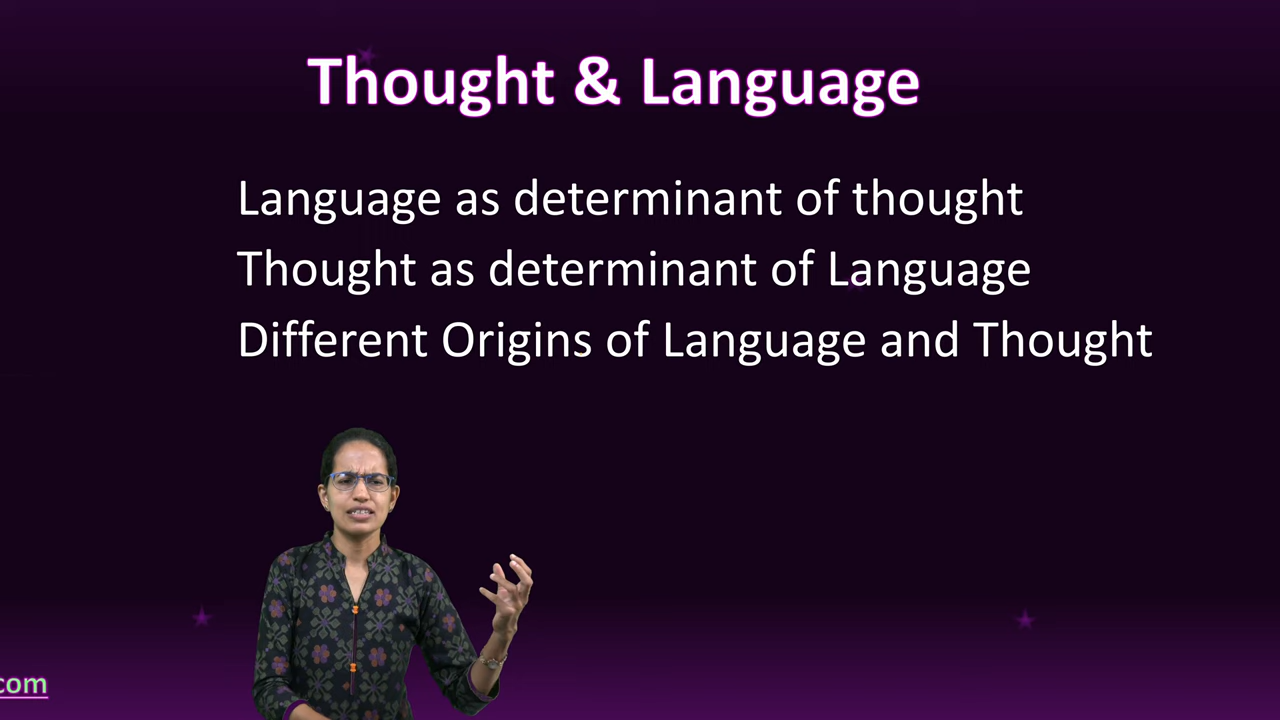 Thought & Language
Language as determinant of thought
Thought as determinant of Language
Different Origins of Language and Thought
com